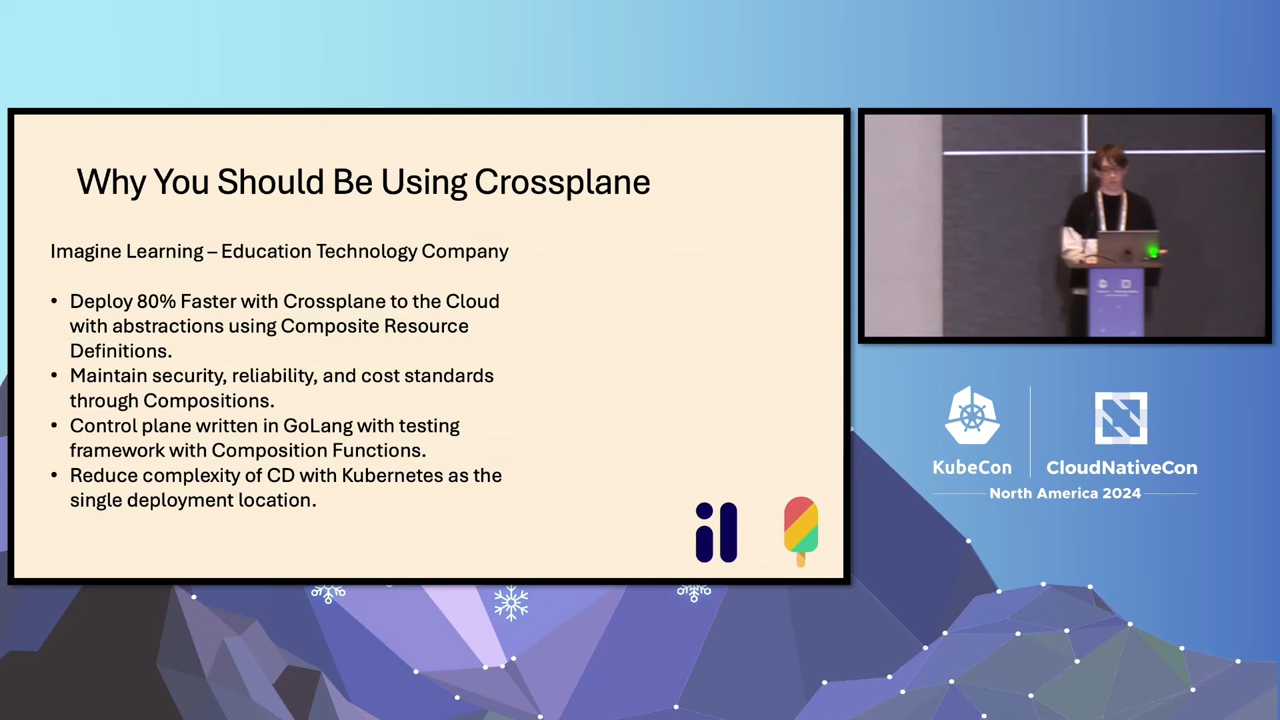 Why You Should Be Using Crossplane
Imagine Learning – Education Technology Company
• Deploy 80% Faster with Crossplane to the Cloud
with abstractions using Composite Resource
Definitions.
• Maintain security, reliability, and cost standards
through Compositions.
• Control plane written in GoLang with testing
framework with Composition Functions.
• Reduce complexity of CD with Kubernetes as the
single deployment location.
il
KubeCon
CloudNativeCon
North America 2024